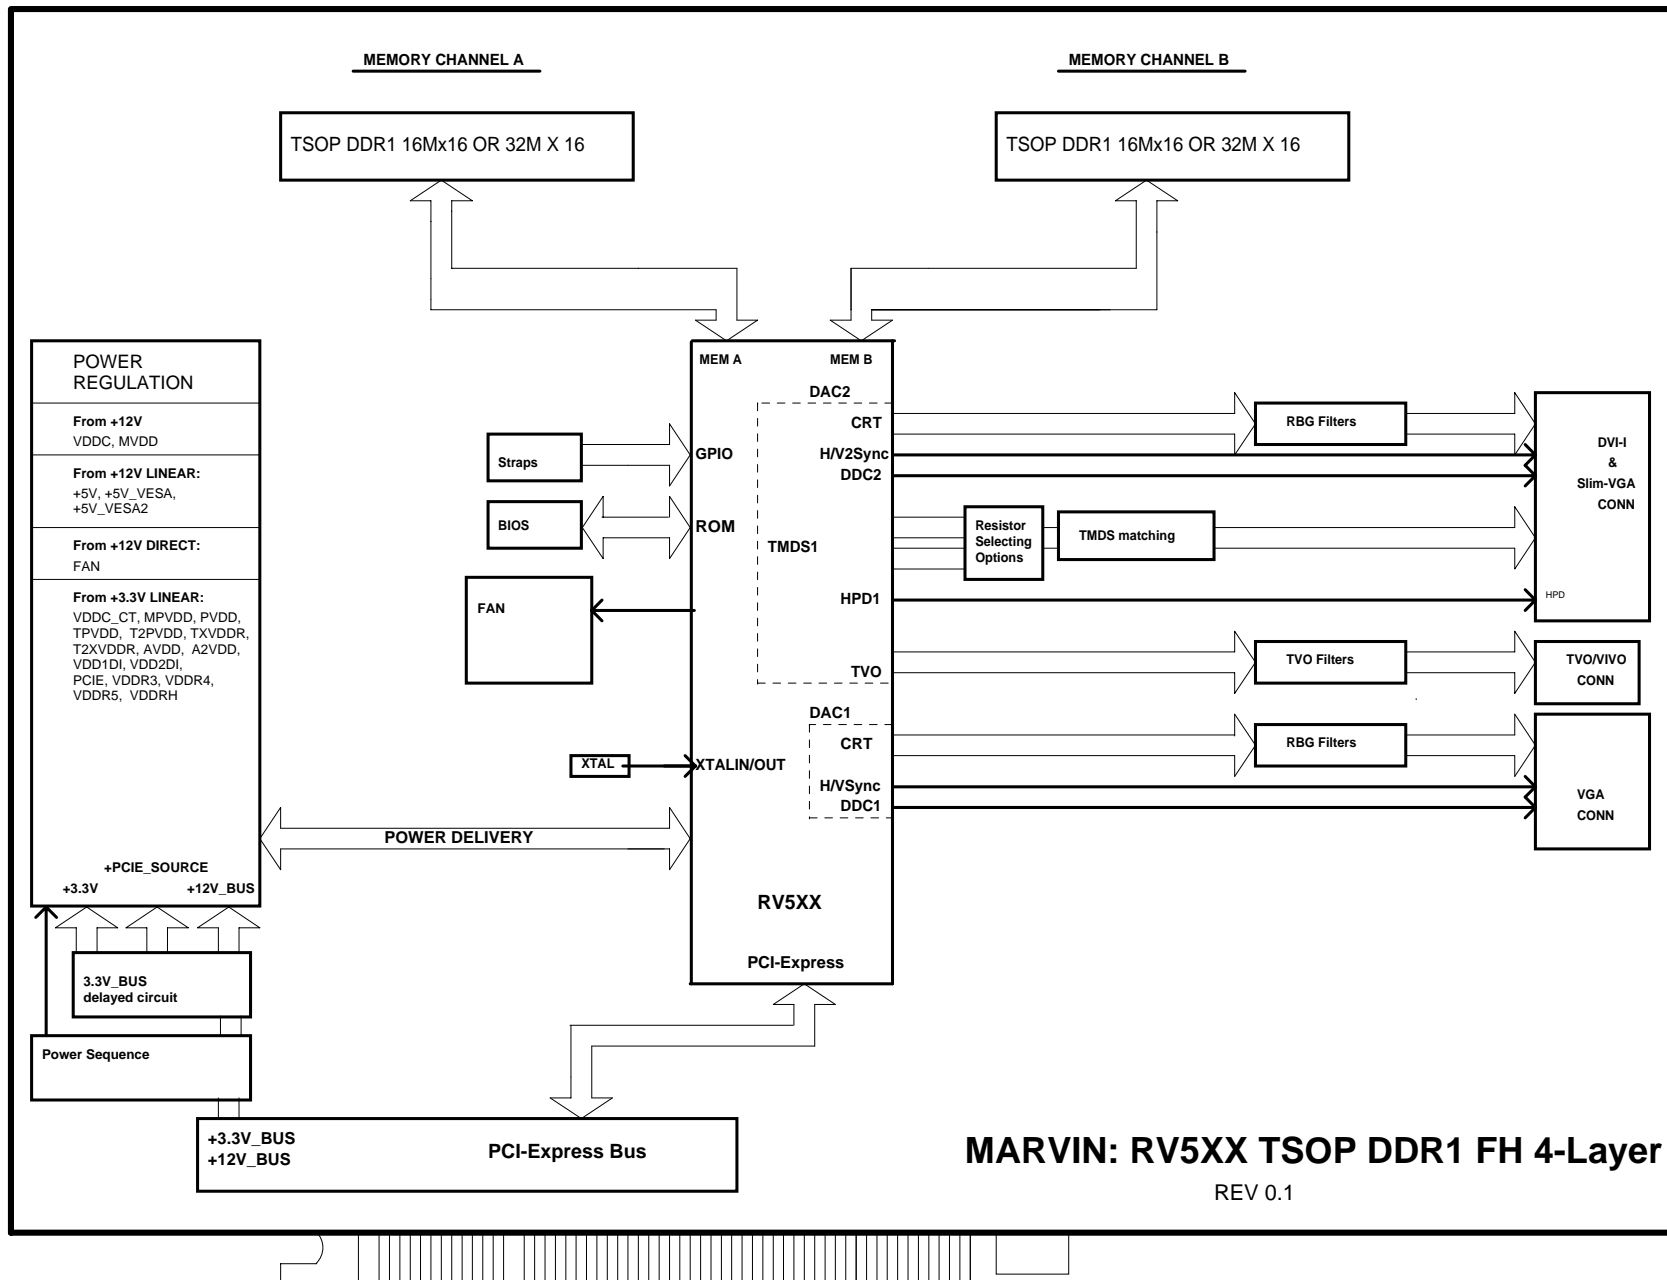 MEMORY CHANNEL A
MEMORY CHANNEL B
TSOP DDR1 16Mx16 OR 32M X 16
TSOP DDR1 16Mx16 OR 32M X 16
POWER
REGULATION
From +12V
VDDC, MVDD
From +12V LINEAR:
+5V, +5V_VESA,
+5V_VESA2
From +12V DIRECT:
FAN
From +3.3V LINEAR:
VDDC_CT, MPVDD, PVDD,
TPVDD, T2PVDD, TXVDDR,
T2XVDDR, AVDD, A2VDD,
VDD1DI, VDD2DI,
PCIE, VDDR3, VDDR4,
VDDR5, VDDRH
+PCIE_SOURCE
+3.3V
+12V_BUS
3.3V_BUS
delayed circuit
Power Sequence
Straps
BIOS
FAN
XTAL
POWER DELIVERY
MEM A
MEM B
DAC2
CRT
GPIO
H/V2Sync
DDC2
ROM
TMDS1
HPD1
TVO
DAC1
CRT
XTALIN/OUT
H/VSync
DDC1
RV5XX
PCI-Express
RBG Filters
Resistor
Selecting
Options
TMDS matching
TVO Filters
RBG Filters
DVI-I
&
Slim-VGA
CONN
HPD
TVO/VIVO
CONN
VGA
CONN
+3.3V_BUS
+12V_BUS
PCI-Express Bus
MARVIN: RV5XX TSOP DDR1 FH 4-Layer
REV 0.1